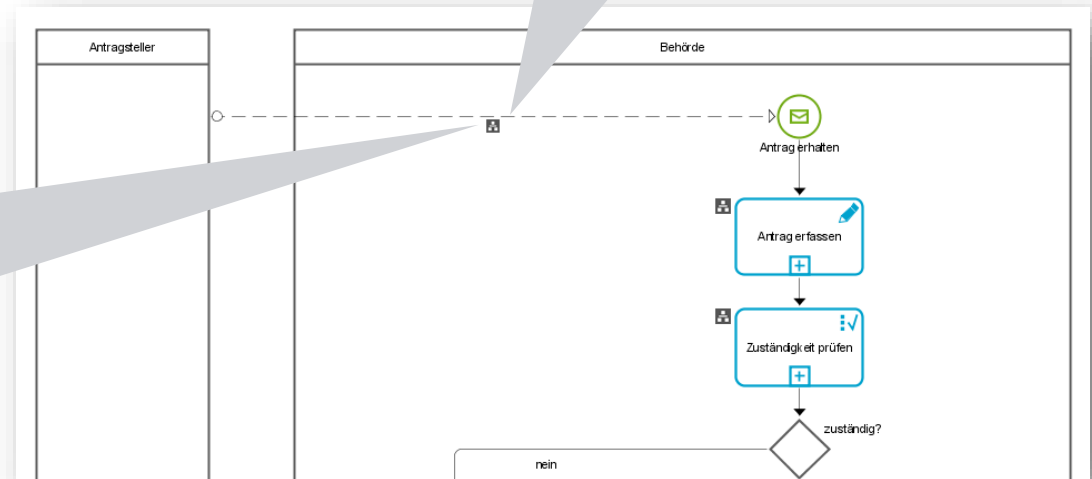 Antragsteller
Behörde
Antrag erhalten
Antrag erfassen
Zuständigkeit prüfen
zuständig?
nein